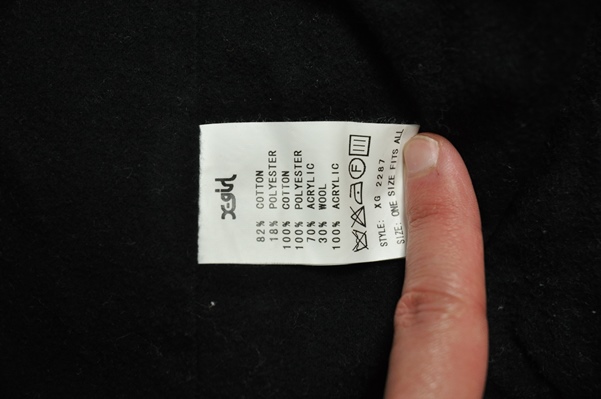 X-girl
82% COTTON
18% POLYESTER
100% COTTON
100% POLYESTER
70% ACRYLIC
30% WOOL
100% ACRYLIC
F
STYLE: XG 2287
SIZE: ONE SIZE FITS ALL